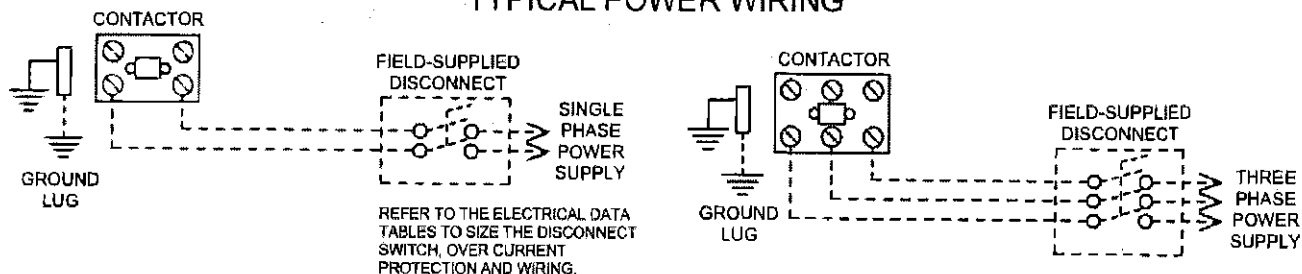 TYPICAL POWER WIRING
CONTACTOR
FIELD-SUPPLIED
DISCONNECT
SINGLE
PHASE
POWER
SUPPLY
GROUND
LUG
REFER TO THE ELECTRICAL DATA
TABLES TO SIZE THE DISCONNECT
SWITCH, OVER CURRENT
PROTECTION AND WIRING.
CONTACTOR
FIELD-SUPPLIED
DISCONNECT
THREE
PHASE
POWER
SUPPLY
GROUND
LUG